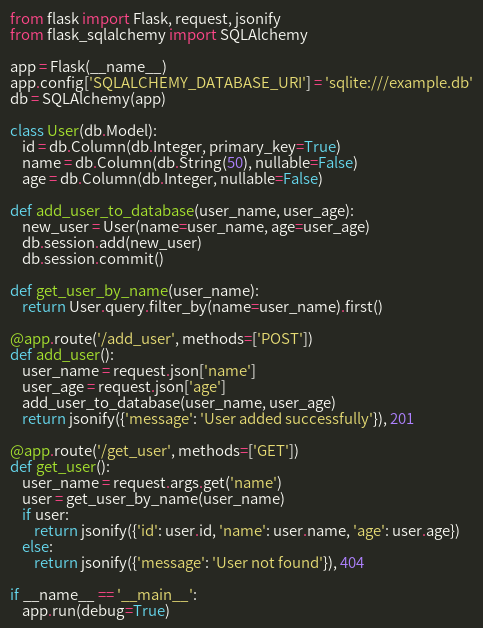 from flask import Flask, request, jsonify
from flask_sqlalchemy import SQLAlchemy

app = Flask(__name__)
app.config['SQLALCHEMY_DATABASE_URI'] = 'sqlite:///example.db'
db = SQLAlchemy(app)

class User(db.Model):
    id = db.Column(db.Integer, primary_key=True)
    name = db.Column(db.String(50), nullable=False)
    age = db.Column(db.Integer, nullable=False)

def add_user_to_database(user_name, user_age):
    new_user = User(name=user_name, age=user_age)
    db.session.add(new_user)
    db.session.commit()

def get_user_by_name(user_name):
    return User.query.filter_by(name=user_name).first()

@app.route('/add_user', methods=['POST'])
def add_user():
    user_name = request.json['name']
    user_age = request.json['age']
    add_user_to_database(user_name, user_age)
    return jsonify({'message': 'User added successfully'}), 201

@app.route('/get_user', methods=['GET'])
def get_user():
    user_name = request.args.get('name')
    user = get_user_by_name(user_name)
    if user:
        return jsonify({'id': user.id, 'name': user.name, 'age': user.age})
    else:
        return jsonify({'message': 'User not found'}), 404

if __name__ == '__main__':
    app.run(debug=True)